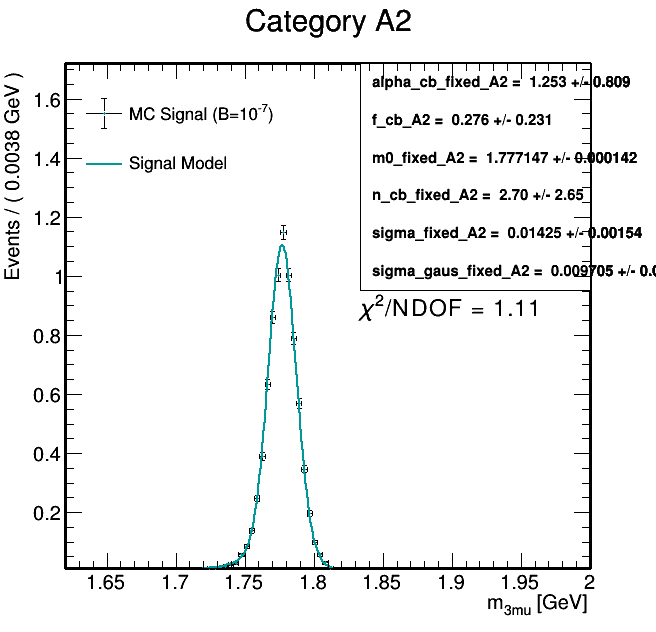 Category A2
Events / ( 0.0038 GeV )
1.6
1.4
1.2
1
0.8
0.6
0.4
0.2
MC Signal (B=10⁻⁷)
Signal Model
alpha_cb_fixed_A2 = 1.253 +/- 0.809
f_cb_A2 = 0.276 +/- 0.231
m0_fixed_A2 = 1.777147 +/- 0.000142
n_cb_fixed_A2 = 2.70 +/- 2.65
sigma_fixed_A2 = 0.01425 +/- 0.00154
sigma_gaus_fixed_A2 = 0.009705 +/- 0.0
χ²/NDOF = 1.11
1.65 1.7 1.75 1.8 1.85 1.9 1.95 2
m₃mu [GeV]